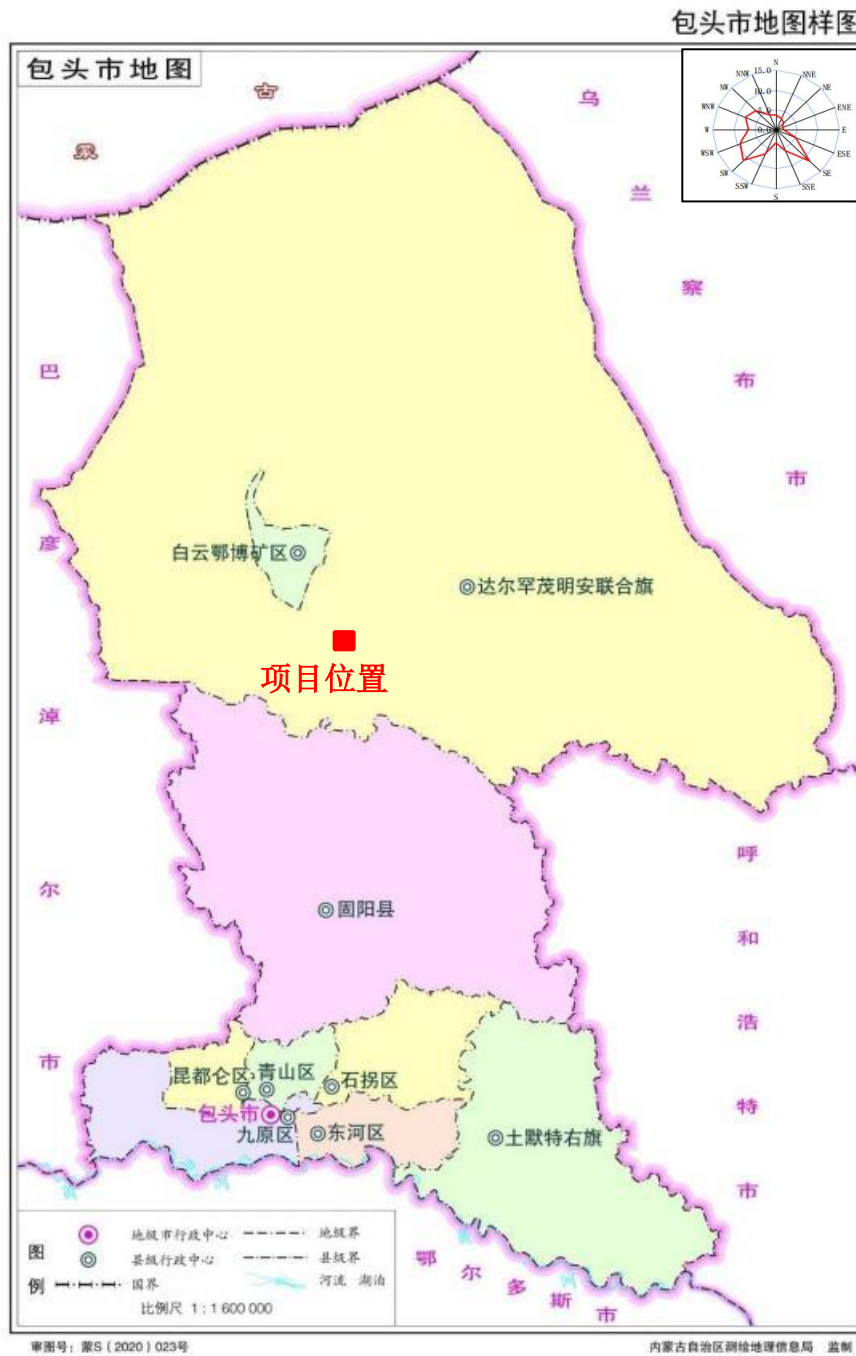 包头市地图样图
包头市地图
蒙
古
乌
兰
察
布
市
N
NNE
NE
ENE
E
ESE
SE
SSE
S
SSW
SW
WSW
W
WNW
NW
NNW
15.0
10.0
5.0
0.0
巴
彦
淖
尔
市
白云鄂博矿区
达尔罕茂明安联合旗
项目位置
固阳县
呼
和
浩
特
市
昆都仑区
青山区
石拐区
包头市
九原区
东河区
土默特右旗
河
河
鄂
尔
多
斯
市
图
例
地级市行政中心
地级界
县级行政中心
县级界
国界
河流 湖泊
比例尺 1:1 600 000
审图号:蒙S(2020)023号
内蒙古自治区测绘地理信息局 监制